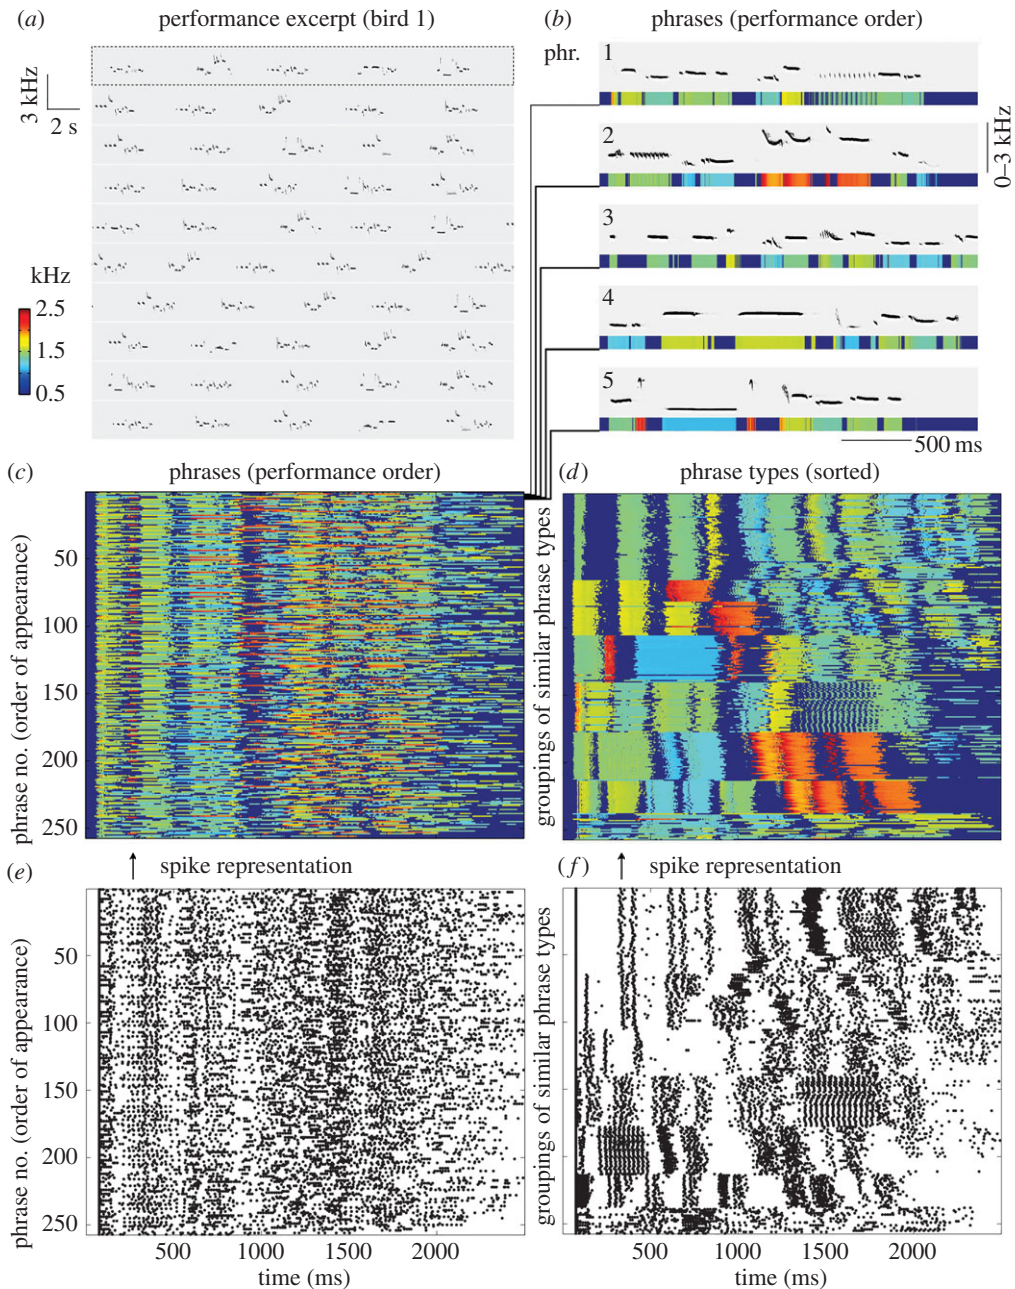 (a) performance excerpt (bird 1)
3 kHz
2 s
kHz
2.5
1.5
0.5
(b) phrases (performance order)
phr.
1
2
3
4
5
0–3 kHz
500 ms
(c) phrases (performance order)
phrase no. (order of appearance)
50
100
150
200
250
(d) phrase types (sorted)
groupings of similar phrase types
(e) spike representation
phrase no. (order of appearance)
50
100
150
200
250
500 1000 1500 2000
time (ms)
(f) spike representation
groupings of similar phrase types
500 1000 1500 2000
time (ms)